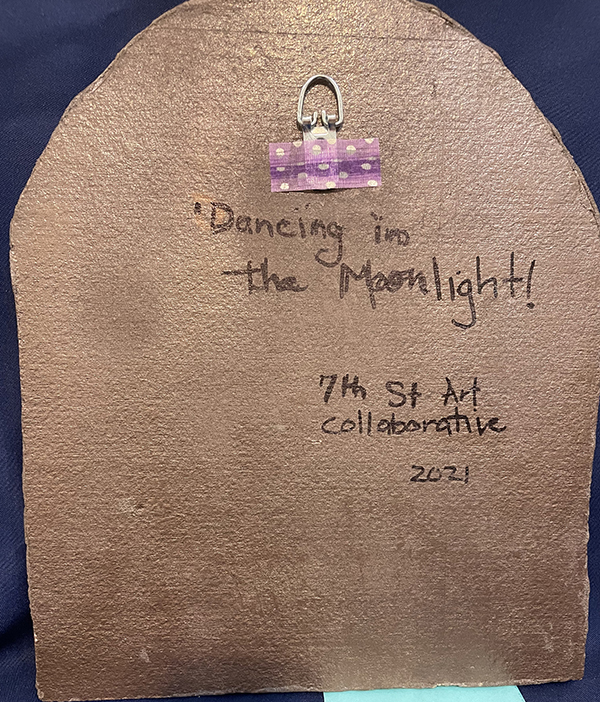 "Dancing in
the Moonlight!
7th St Art
collaborative
2021